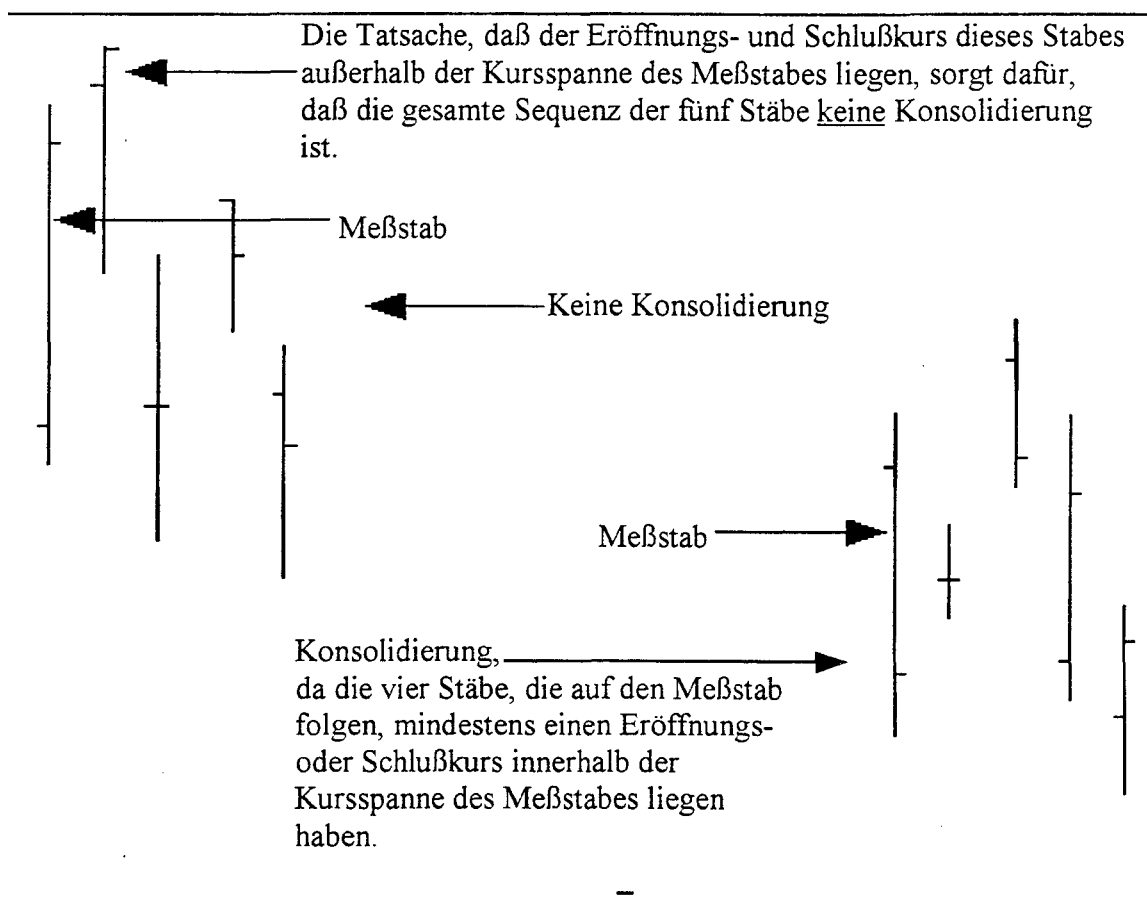 Die Tatsache, daß der Eröffnungs- und Schlußkurs dieses Stabes
außerhalb der Kursspanne des Meßstabes liegen, sorgt dafür,
daß die gesamte Sequenz der fünf Stäbe keine Konsolidierung
ist.
Meßstab
Keine Konsolidierung
Meßstab
Konsolidierung,
da die vier Stäbe, die auf den Meßstab
folgen, mindestens einen Eröffnungs-
oder Schlußkurs innerhalb der
Kursspanne des Meßstabes liegen
haben.